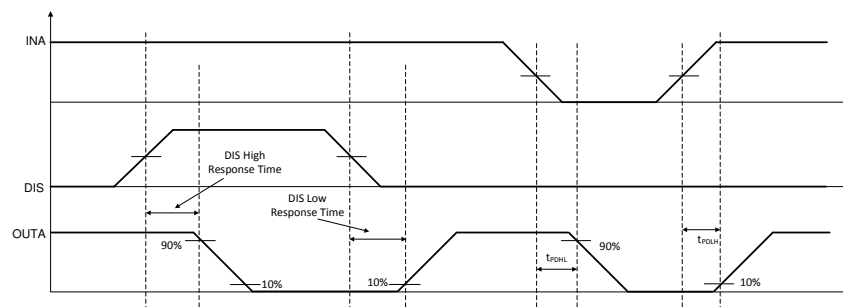 INA
DIS High
Response Time
DIS
DIS Low
Response Time
OUTA
90%
10%
10%
tPDHL
90%
tPDLH
10%